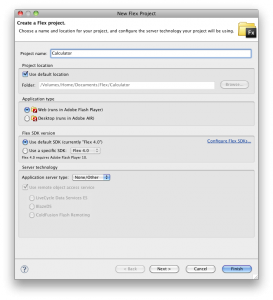 New Flex Project
Create a Flex project.
Choose a name and location for your project, and configure the server technology your project will be using.
Fx
Project name: Calculator
Project location
Use default location
Folder: /Volumes/Home/Documents/Flex/Calculator Browse...
Application type
Web (runs in Adobe Flash Player)
Desktop (runs in Adobe AIR)
Flex SDK version
Use default SDK (currently "Flex 4.0") Configure Flex SDKs...
Use a specific SDK: Flex 4.0
Flex 4.0 requires Adobe Flash Player 10.
Server technology
Application server type: None/Other
Use remote object access service
LiveCycle Data Services ES
BlazeDS
ColdFusion Flash Remoting
? < Back Next > Cancel Finish